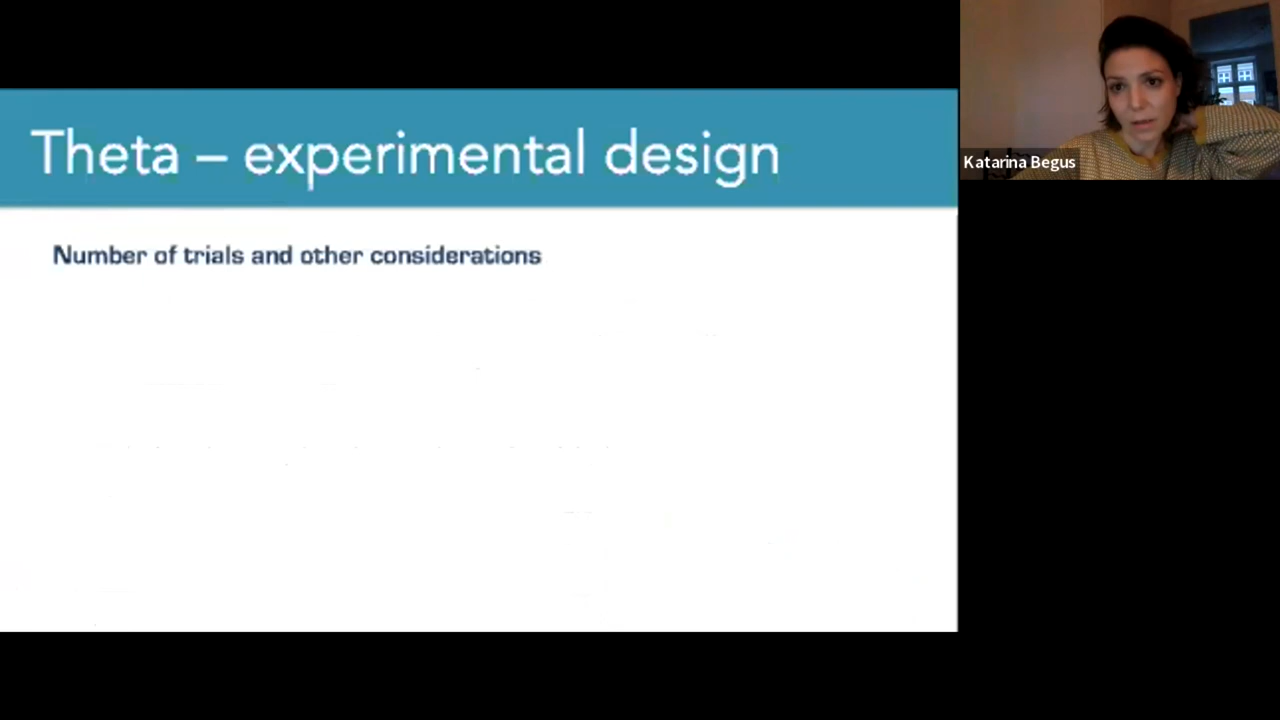 Theta – experimental design
Number of trials and other considerations
Katarina Begus